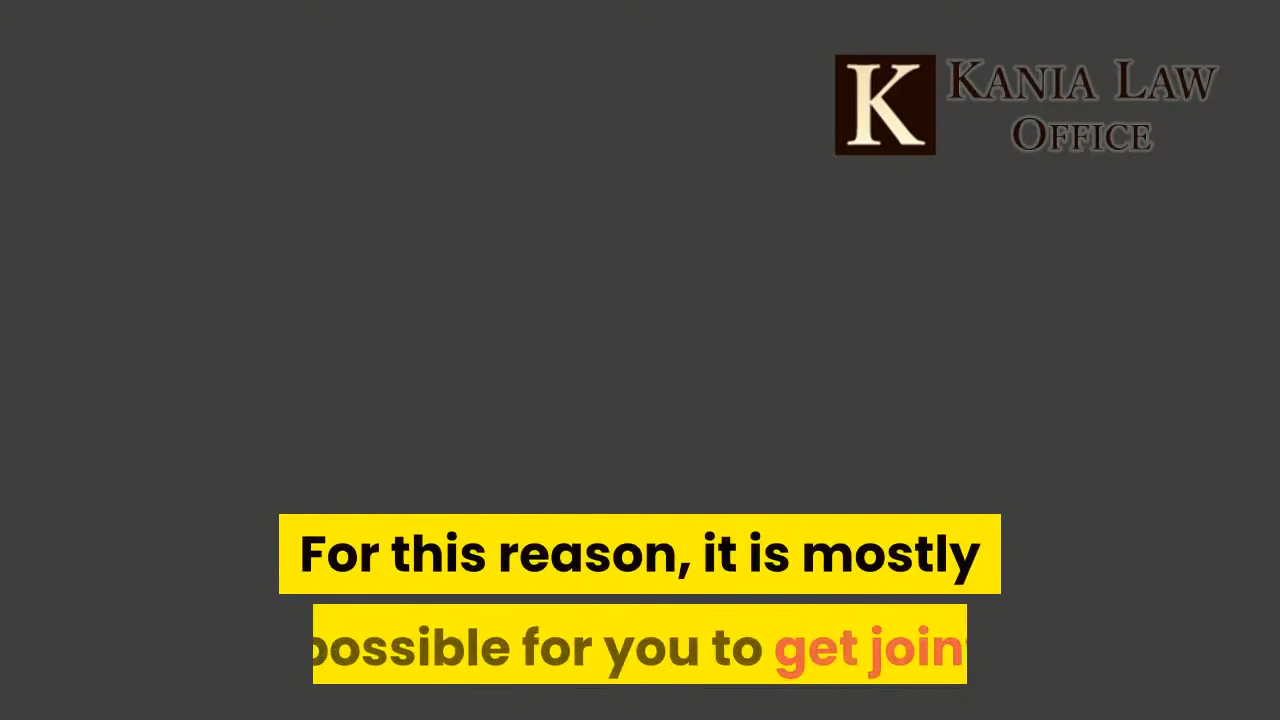 K
KANIA LAW
OFFICE
For this reason, it is mostly
possible for you to get join